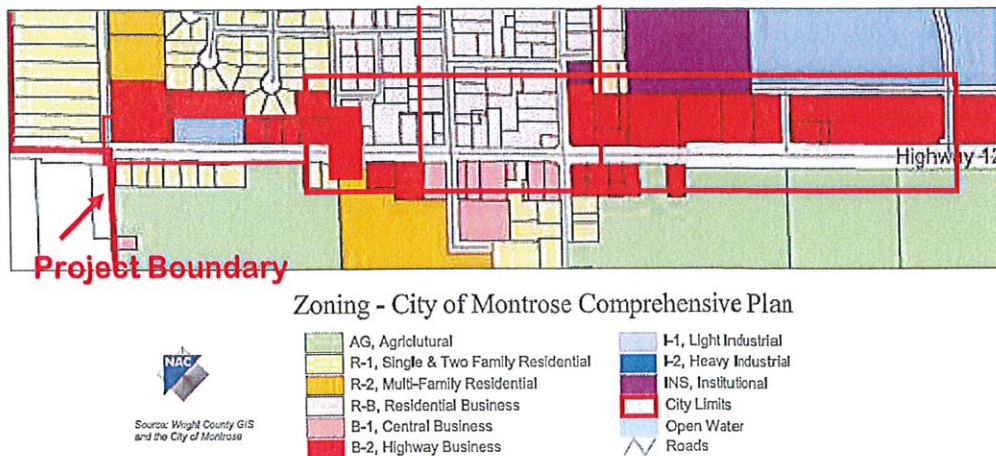 Highway 12
Project Boundary
Zoning - City of Montrose Comprehensive Plan
NAC
Source: Wright County GIS
and the City of Montrose
AG, Agriclutural
R-1, Single & Two Family Residential
R-2, Multi-Family Residential
R-B, Residential Business
B-1, Central Business
B-2, Highway Business
I-1, Light Industrial
I-2, Heavy Industrial
INS, Institutional
City Limits
Open Water
Roads